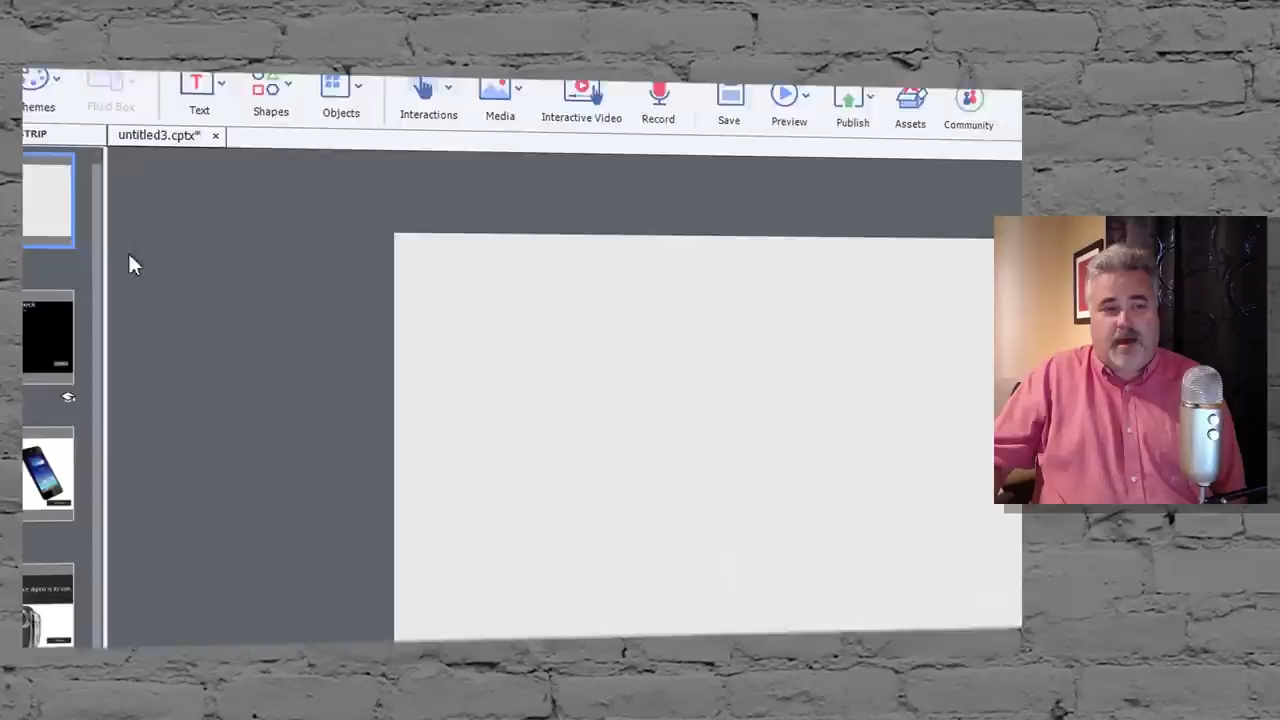 hemes
Fluid Box
Text
Shapes
Objects
Interactions
Media
Interactive Video
Record
Save
Preview
Publish
Assets
Community
TRIP
untitled3.cptx*